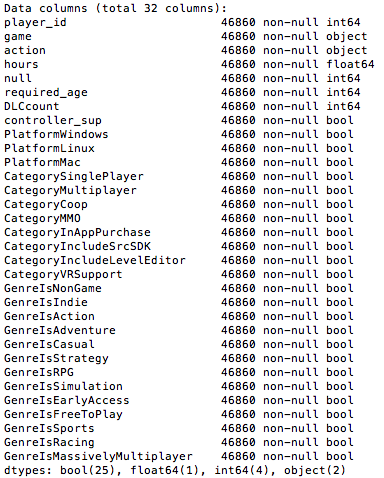 Data columns (total 32 columns):
player_id 46860 non-null int64
game 46860 non-null object
action 46860 non-null object
hours 46860 non-null float64
null 46860 non-null int64
required_age 46860 non-null int64
DLCcount 46860 non-null int64
controller_sup 46860 non-null bool
PlatformWindows 46860 non-null bool
PlatformLinux 46860 non-null bool
PlatformMac 46860 non-null bool
CategorySinglePlayer 46860 non-null bool
CategoryMultiplayer 46860 non-null bool
CategoryCoop 46860 non-null bool
CategoryMMO 46860 non-null bool
CategoryInAppPurchase 46860 non-null bool
CategoryIncludeSrcSDK 46860 non-null bool
CategoryIncludeLevelEditor 46860 non-null bool
CategoryVRSupport 46860 non-null bool
GenreIsNonGame 46860 non-null bool
GenreIsIndie 46860 non-null bool
GenreIsAction 46860 non-null bool
GenreIsAdventure 46860 non-null bool
GenreIsCasual 46860 non-null bool
GenreIsStrategy 46860 non-null bool
GenreIsRPG 46860 non-null bool
GenreIsSimulation 46860 non-null bool
GenreIsEarlyAccess 46860 non-null bool
GenreIsFreeToPlay 46860 non-null bool
GenreIsSports 46860 non-null bool
GenreIsRacing 46860 non-null bool
GenreIsMassivelyMultiplayer 46860 non-null bool
dtypes: bool(25), float64(1), int64(4), object(2)